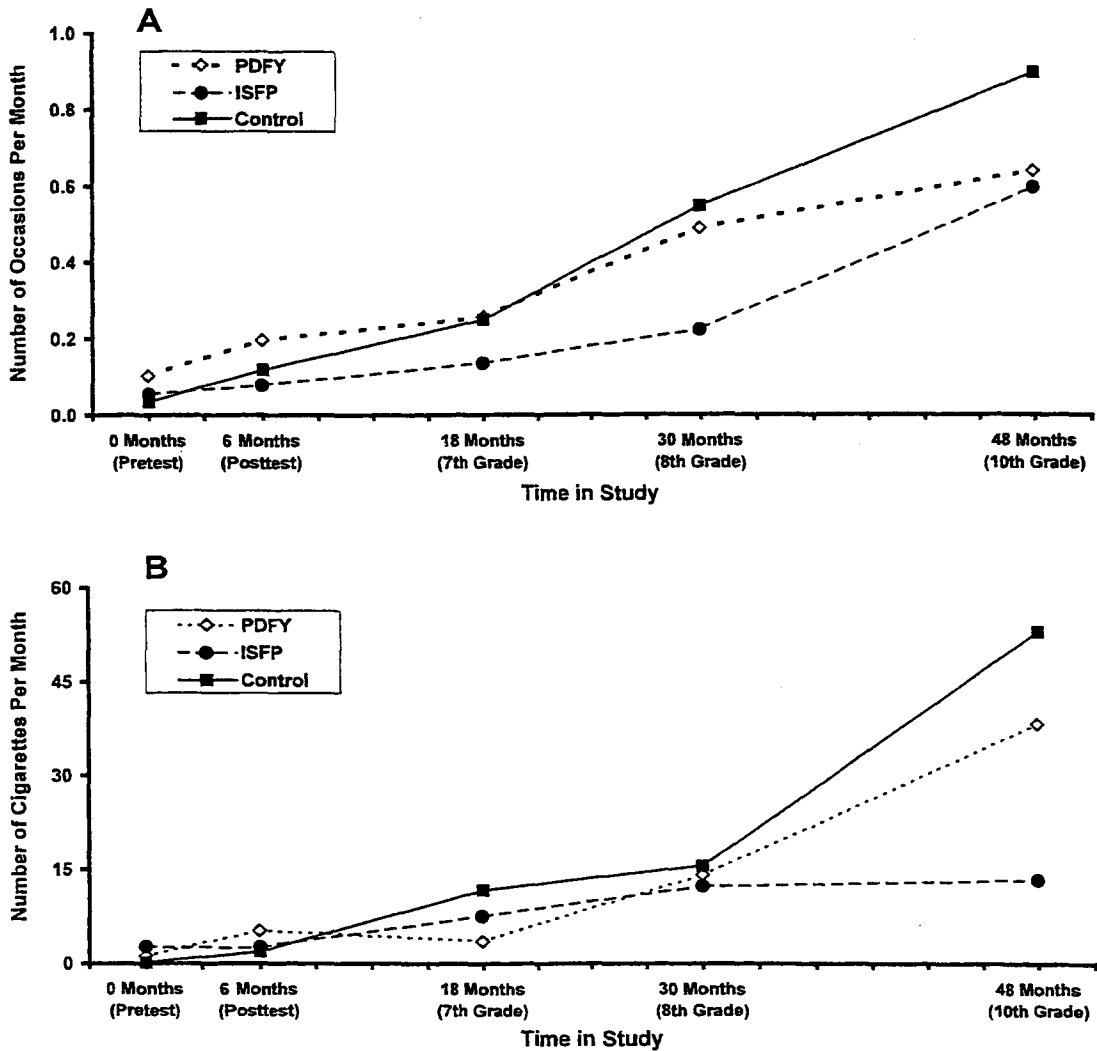 A
Number of Occasions Per Month
1.0
0.8
0.6
0.4
0.2
0.0
PDFY
ISFP
Control
0 Months
(Pretest)
6 Months
(Posttest)
18 Months
(7th Grade)
30 Months
(8th Grade)
48 Months
(10th Grade)
Time in Study
B
Number of Cigarettes Per Month
60
45
30
15
0
PDFY
ISFP
Control
0 Months
(Pretest)
6 Months
(Posttest)
18 Months
(7th Grade)
30 Months
(8th Grade)
48 Months
(10th Grade)
Time in Study